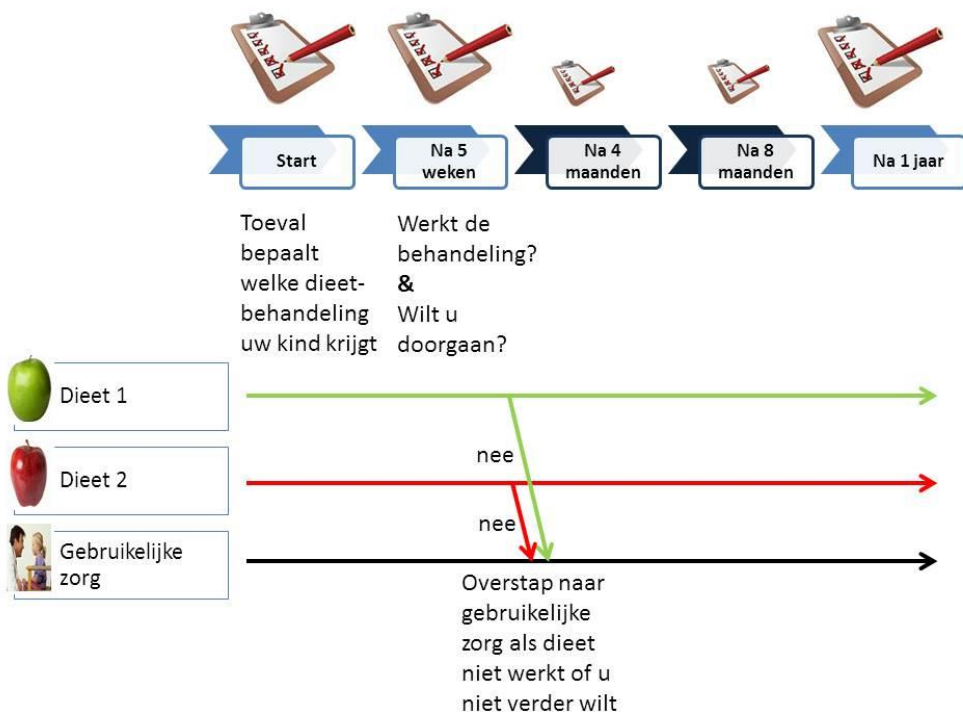 Start
Na 5
weken
Na 4
maanden
Na 8
maanden
Na 1 jaar
Toeval
bepaalt
welke dieet-
behandeling
uw kind krijgt
Werkt de
behandeling?
&
Wilt u
doorgaan?
Dieet 1
nee
Dieet 2
nee
Gebruikelijke
zorg
Overstap naar
gebruikelijke
zorg als dieet
niet werkt of u
niet verder wilt